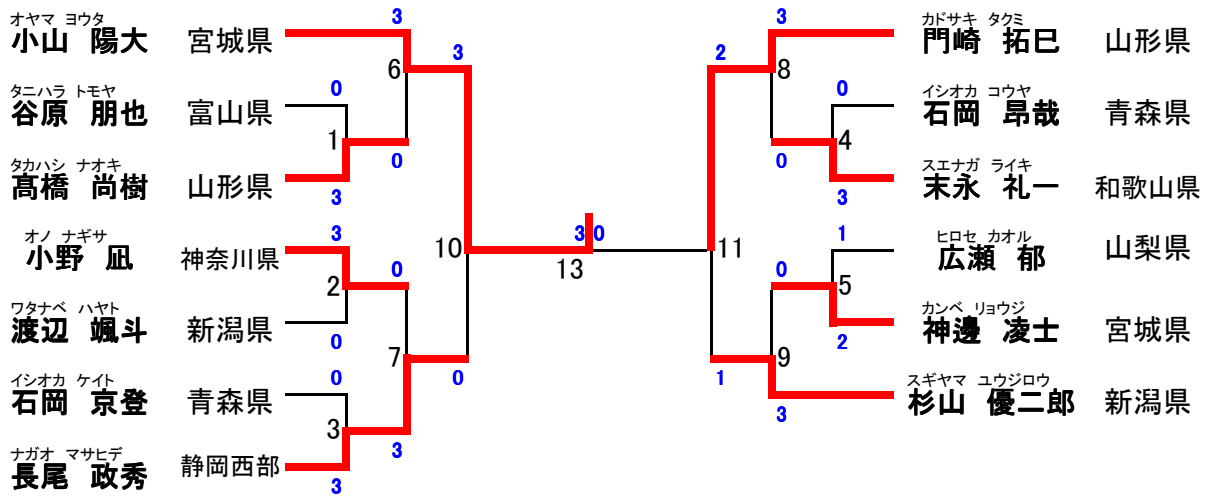 オヤマ ヨウタ
小山 陽大 宮城県
3
6
3
タニハラ トモヤ
谷原 朋也 富山県
0
1
0
タカハシ ナオキ
髙橋 尚樹 山形県
3
オノ ナギサ
小野 凪 神奈川県
3
2
0
10
ワタナベ ハヤト
渡辺 颯斗 新潟県
0
7
0
イシオカ ケイト
石岡 京登 青森県
0
3
3
ナガオ マサヒデ
長尾 政秀 静岡西部
3
3 0
13
カドサキ タクミ
門崎 拓巳 山形県
3
2
8
イシオカ コウヤ
石岡 昂哉 青森県
0
4
0
スエナガ ライキ
末永 礼一 和歌山県
3
11
ヒロセ カオル
広瀬 郁 山梨県
1
0
5
カンベ リョウジ
神邊 凌士 宮城県
2
9
1
スギヤマ ユウジロウ
杉山 優二郎 新潟県
3